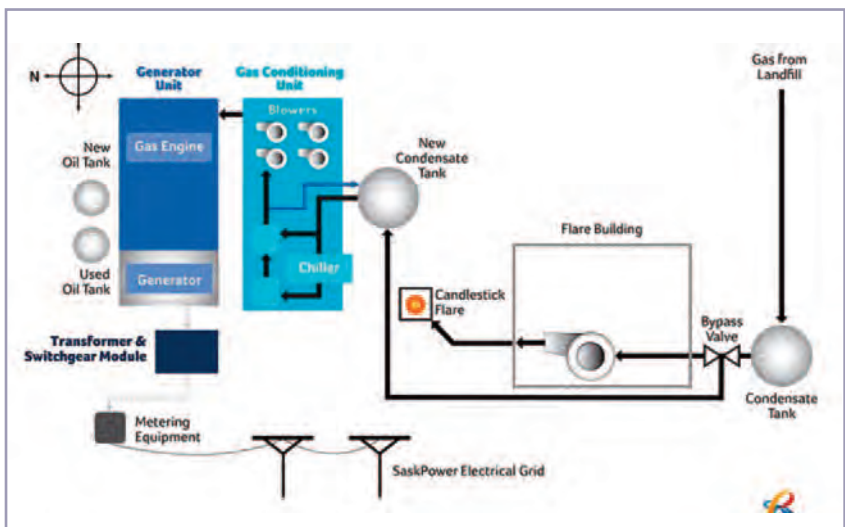 N
Generator
Unit
Gas Conditioning
Unit
Gas from
Landfill
Blowers
New
Oil Tank
Gas Engine
New
Condensate
Tank
Flare Building
Used
Oil Tank
Generator
Chiller
Candlestick
Flare
Bypass
Valve
Transformer &
Switchgear Module
Condensate
Tank
Metering
Equipment
SaskPower Electrical Grid